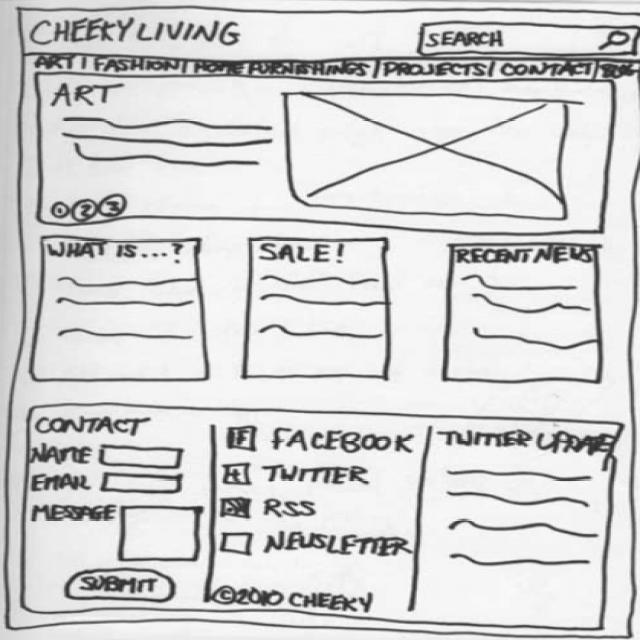 CHEEKY LIVING
SEARCH
ART | FASHION | HOME FURNISHINGS / PROJECTS / CONTACT /
ART
1 2 3
WHAT IS...?
SALE!
RECENT NEWS
CONTACT
NAME
EMAIL
MESSAGE
SUBMIT
F FACEBOOK
t TWITTER
RSS
NEWSLETTER
©2010 CHEEKY
TWITTER UPDATE